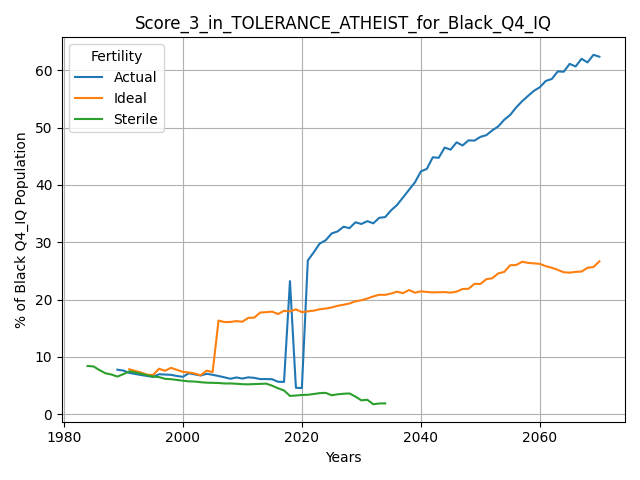 Score_3_in_TOLERANCE_ATHEIST_for_Black_Q4_IQ
Fertility
Actual
Ideal
Sterile
% of Black Q4_IQ Population
60
50
40
30
20
10
0
1980
2000
2020
2040
2060
Years